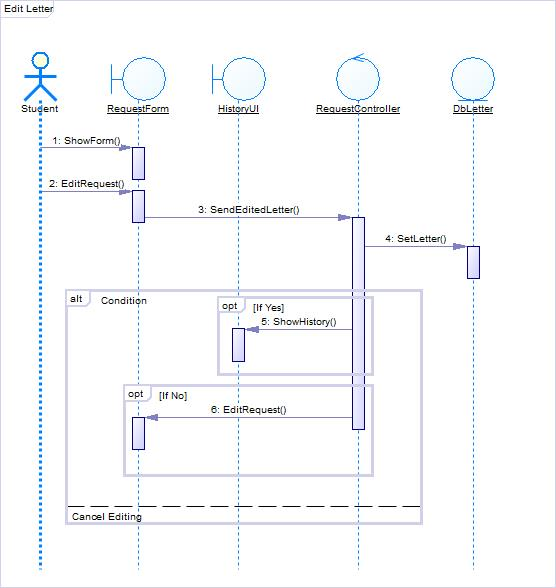 Edit Letter
Student
RequestForm
HistoryUI
RequestController
DbLetter
1: ShowForm()
2: EditRequest()
3: SendEditedLetter()
4: SetLetter()
alt
Condition
opt
[If Yes]
5: ShowHistory()
opt
[If No]
6: EditRequest()
Cancel Editing